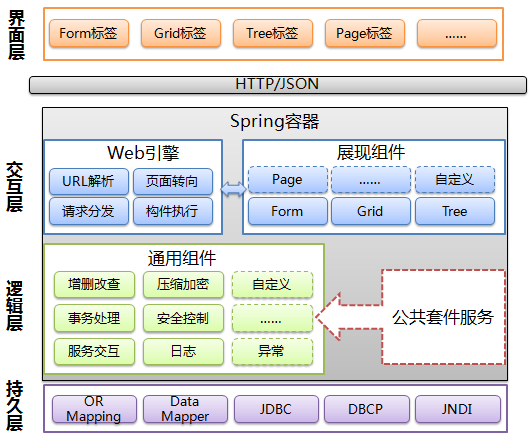 界面层
Form标签
Grid标签
Tree标签
Page标签
......
HTTP/JSON
Spring容器
交互层
Web引擎
URL解析
页面转向
请求分发
构件执行
展现组件
Page
......
自定义
Form
Grid
Tree
逻辑层
通用组件
增删改查
压缩加密
自定义
事务处理
安全控制
......
服务交互
日志
异常
公共套件服务
持久层
OR
Mapping
Data
Mapper
JDBC
DBCP
JNDI